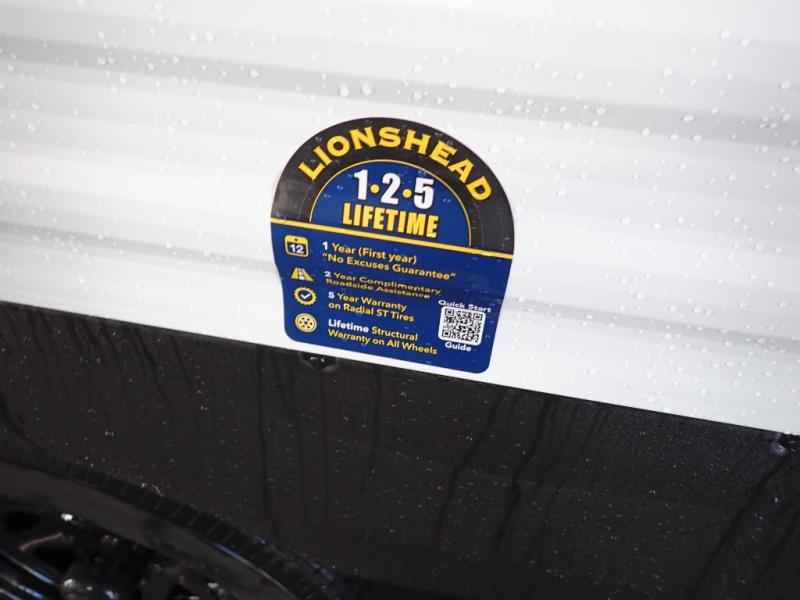 LIONSHEAD
1•2•5
LIFETIME
12
1 Year (First year)
"No Excuses Guarantee"
2 Year Complimentary
Roadside Assistance
5 Year Warranty
on Radial ST Tires
Lifetime Structural
Warranty on All Wheels
Quick Start
Guide